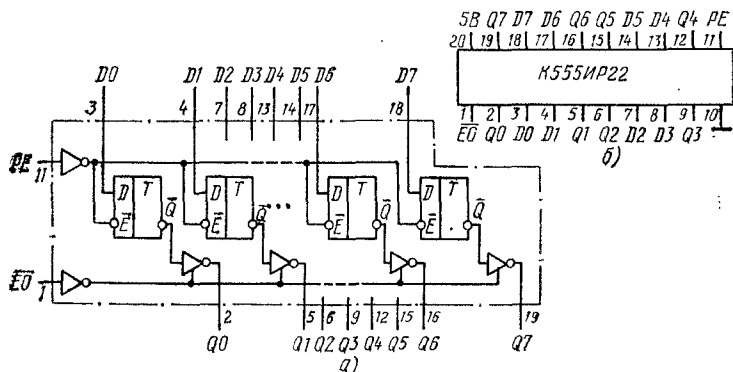 D0 D1 D2 D3 D4 D5 D6 D7
3 4 7 8 13 14 17 18
PE
11
D T D T ... D T D T
E̅ Q̅ E̅ Q̅ E̅ Q̅ E̅ Q̅
E̅O̅
1
2 5 6 9 12 15 16 19
Q0 Q1 Q2 Q3 Q4 Q5 Q6 Q7
а)
5В Q7 D7 D6 Q6 Q5 D5 D4 Q4 PE
20 19 18 17 16 15 14 13 12 11
К555ИР22
1 2 3 4 5 6 7 8 9 10
E̅O̅ Q0 D0 D1 Q1 Q2 D2 D3 Q3
б)